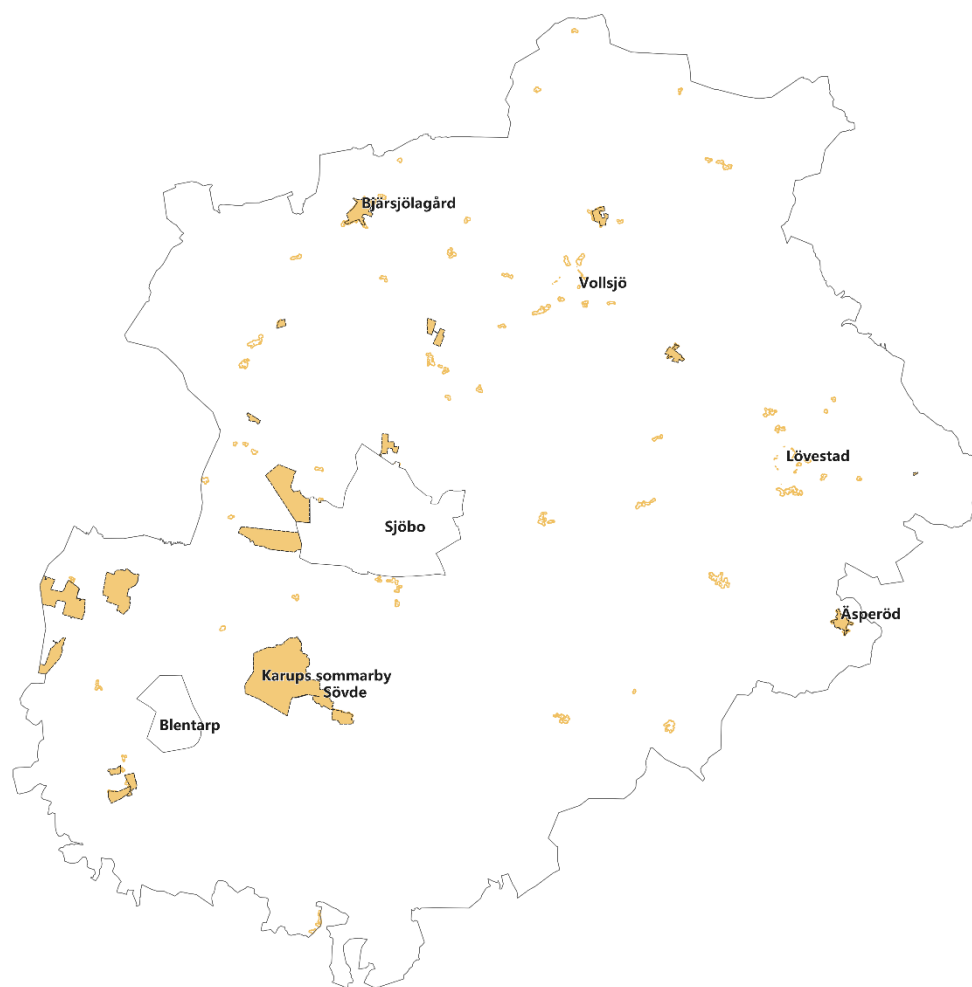 Bjärsjölagård
Vollsjö
Lövestad
Sjöbo
Äsperöd
Karups sommarby
Sövde
Blentarp